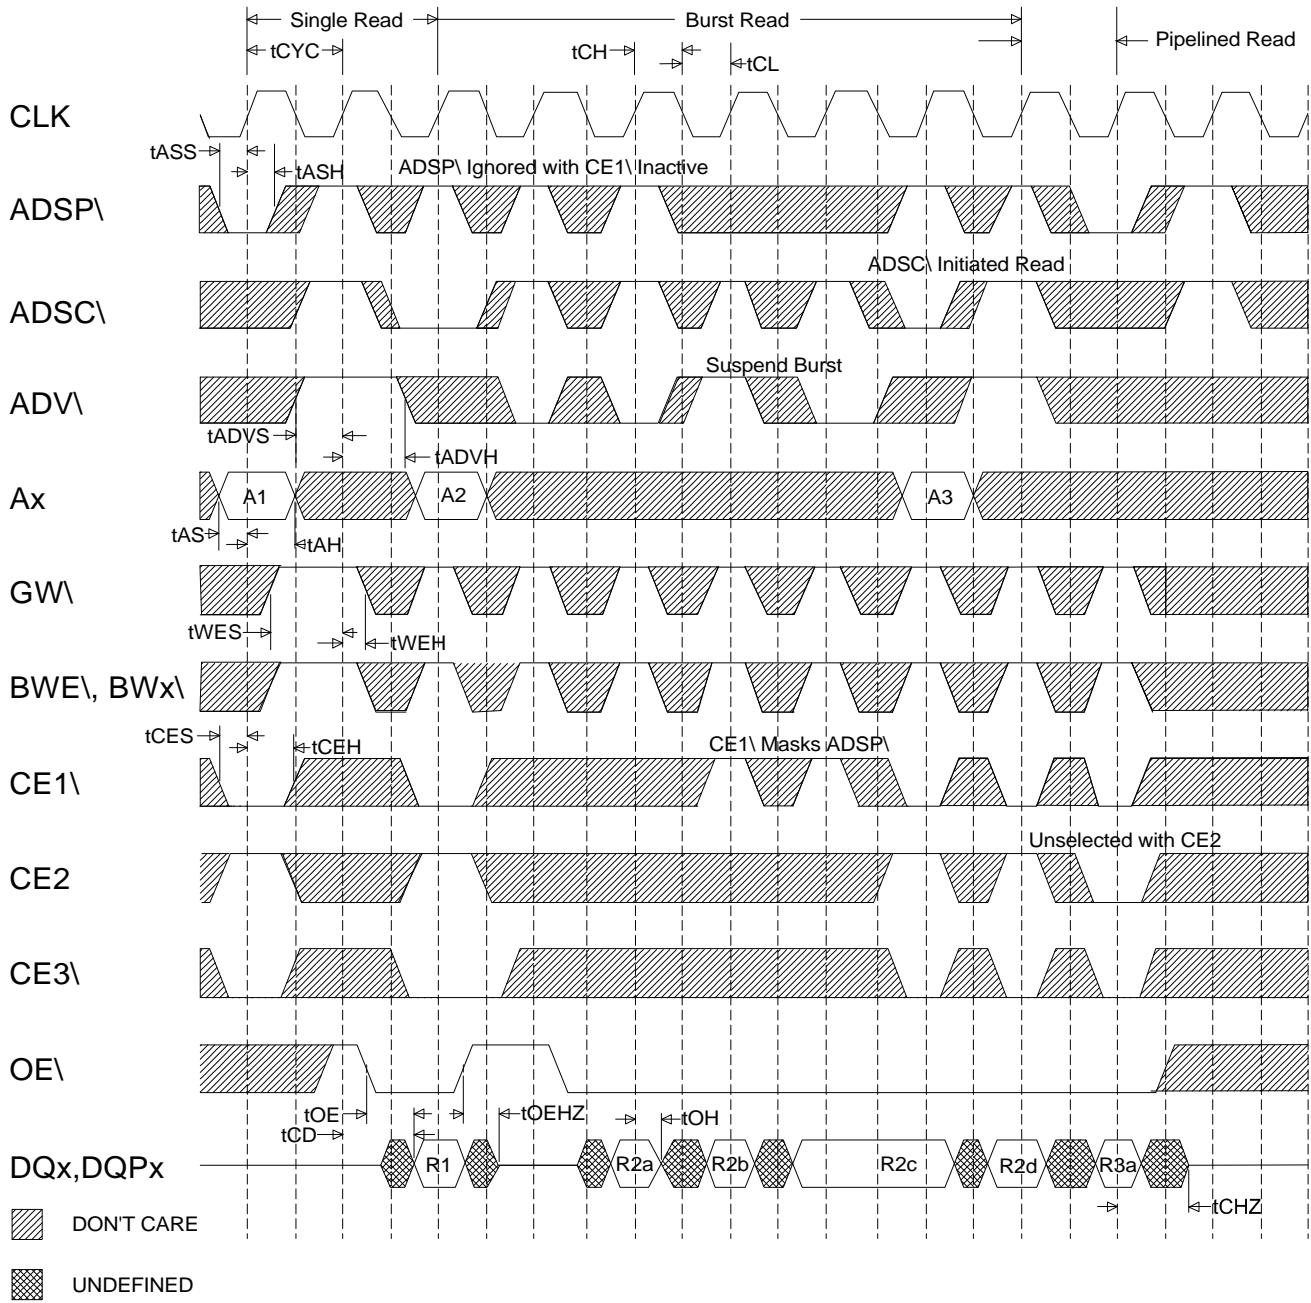 Single Read
Burst Read
Pipelined Read
tCYC
tCH
tCL
CLK
tASS
tASH
ADSP\ Ignored with CE1\ Inactive
ADSP\
ADSC\ Initiated Read
ADSC\
Suspend Burst
ADV\
tADVS
tADVH
Ax
A1
A2
A3
tAS
tAH
GW\
tWES
tWEH
BWE\, BWx\
tCES
tCEH
CE1\ Masks ADSP\
CE1\
Unselected with CE2
CE2
CE3\
OE\
tOE
tOEHZ
tOH
tCD
DQx,DQPx
R1
R2a
R2b
R2c
R2d
R3a
tCHZ
DON'T CARE
UNDEFINED